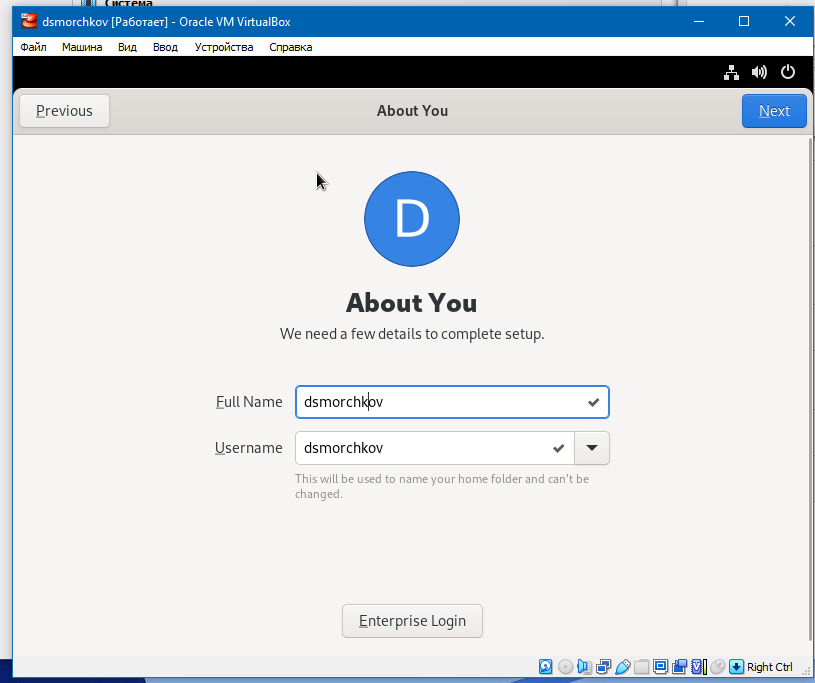 Система
dsmorchkov [Работает] - Oracle VM VirtualBox
Файл Машина Вид Ввод Устройства Справка
Previous About You Next
D
About You
We need a few details to complete setup.
Full Name dsmorchkov
Username dsmorchkov
This will be used to name your home folder and can't be
changed.
Enterprise Login
Right Ctrl